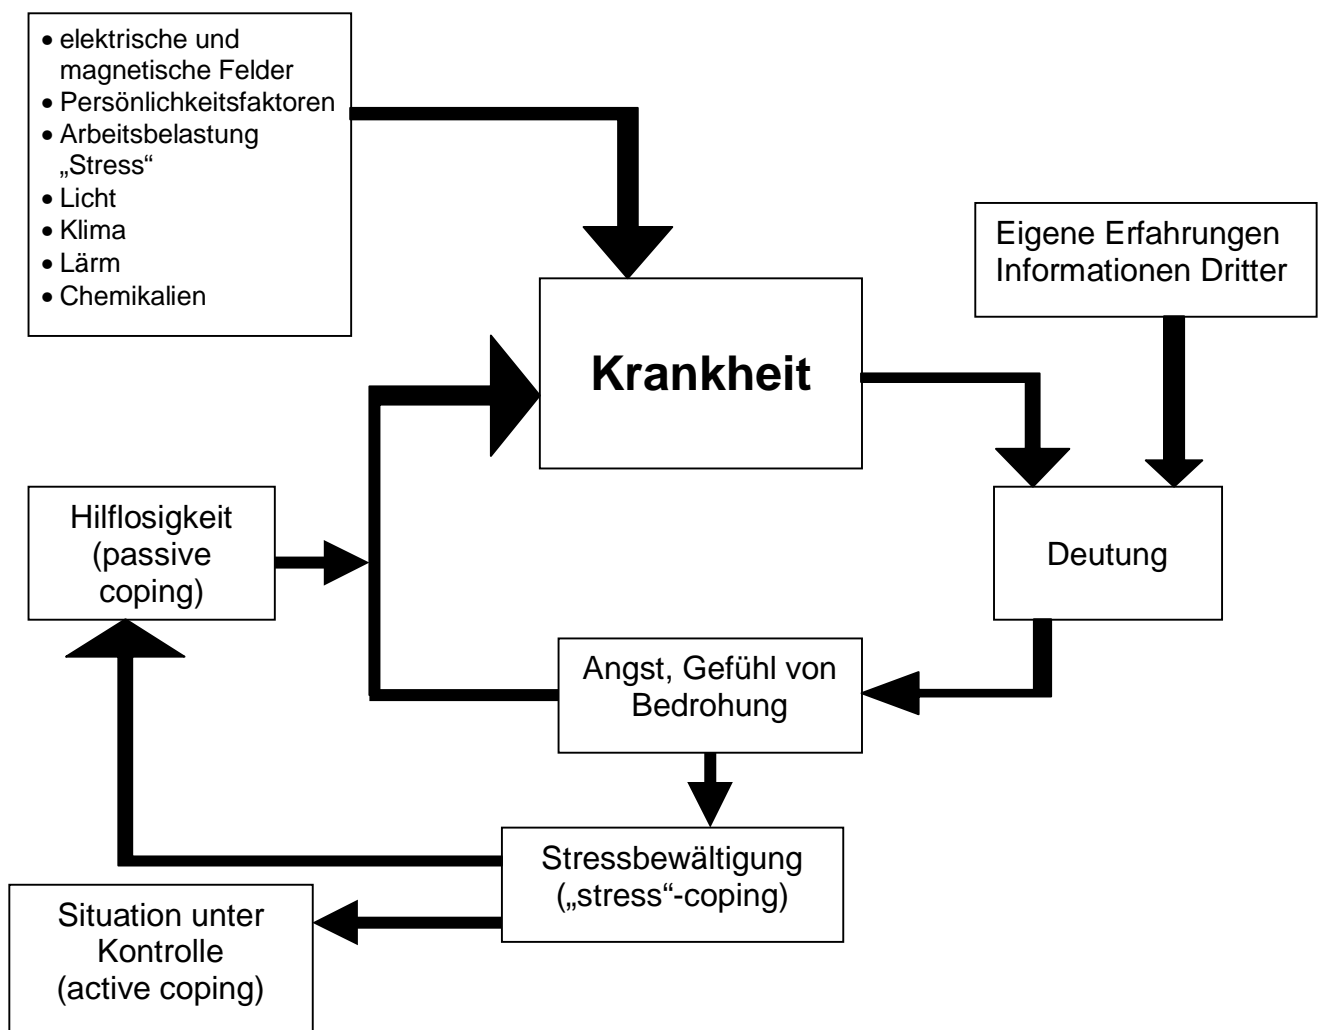 • elektrische und
magnetische Felder
• Persönlichkeitsfaktoren
• Arbeitsbelastung
„Stress“
• Licht
• Klima
• Lärm
• Chemikalien
Eigene Erfahrungen
Informationen Dritter
Krankheit
Hilflosigkeit
(passive
coping)
Deutung
Angst, Gefühl von
Bedrohung
Stressbewältigung
(„stress“-coping)
Situation unter
Kontrolle
(active coping)